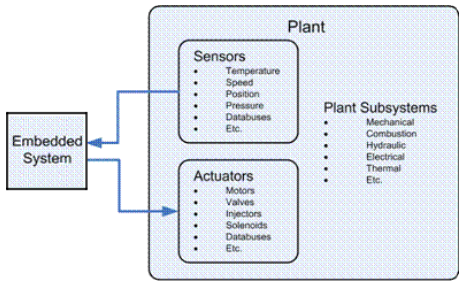 Plant
Sensors
• Temperature
• Speed
• Position
• Pressure
• Databuses
• Etc.
Embedded
System
Actuators
• Motors
• Valves
• Injectors
• Solenoids
• Databuses
• Etc.
Plant Subsystems
• Mechanical
• Combustion
• Hydraulic
• Electrical
• Thermal
• Etc.